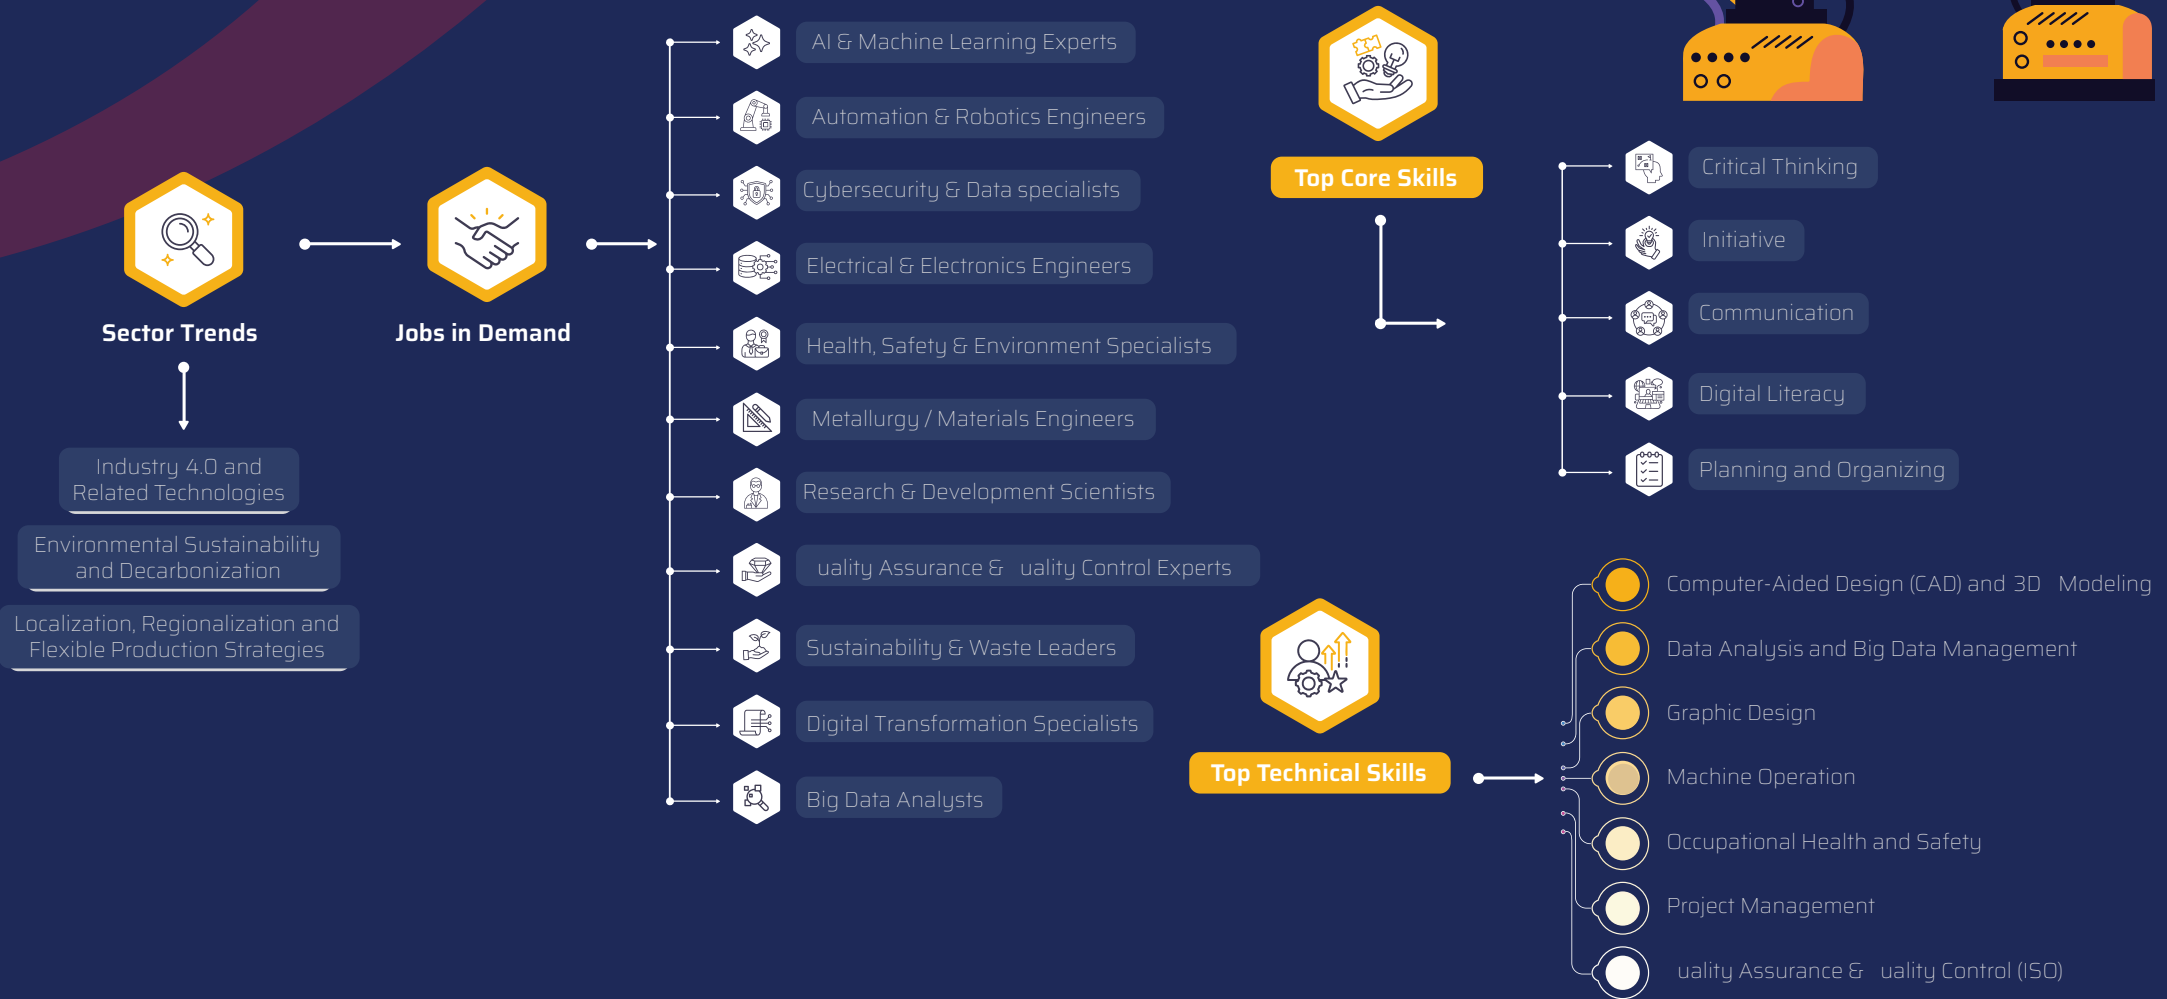 Sector Trends
Industry 4.0 and
Related Technologies
Environmental Sustainability
and Decarbonization
Localization, Regionalization and
Flexible Production Strategies
Jobs in Demand
AI & Machine Learning Experts
Automation & Robotics Engineers
Cybersecurity & Data specialists
Electrical & Electronics Engineers
Health, Safety & Environment Specialists
Metallurgy / Materials Engineers
Research & Development Scientists
uality Assurance & uality Control Experts
Sustainability & Waste Leaders
Digital Transformation Specialists
Big Data Analysts
Top Core Skills
Critical Thinking
Initiative
Communication
Digital Literacy
Planning and Organizing
Top Technical Skills
Computer-Aided Design (CAD) and 3D Modeling
Data Analysis and Big Data Management
Graphic Design
Machine Operation
Occupational Health and Safety
Project Management
uality Assurance & uality Control (ISO)